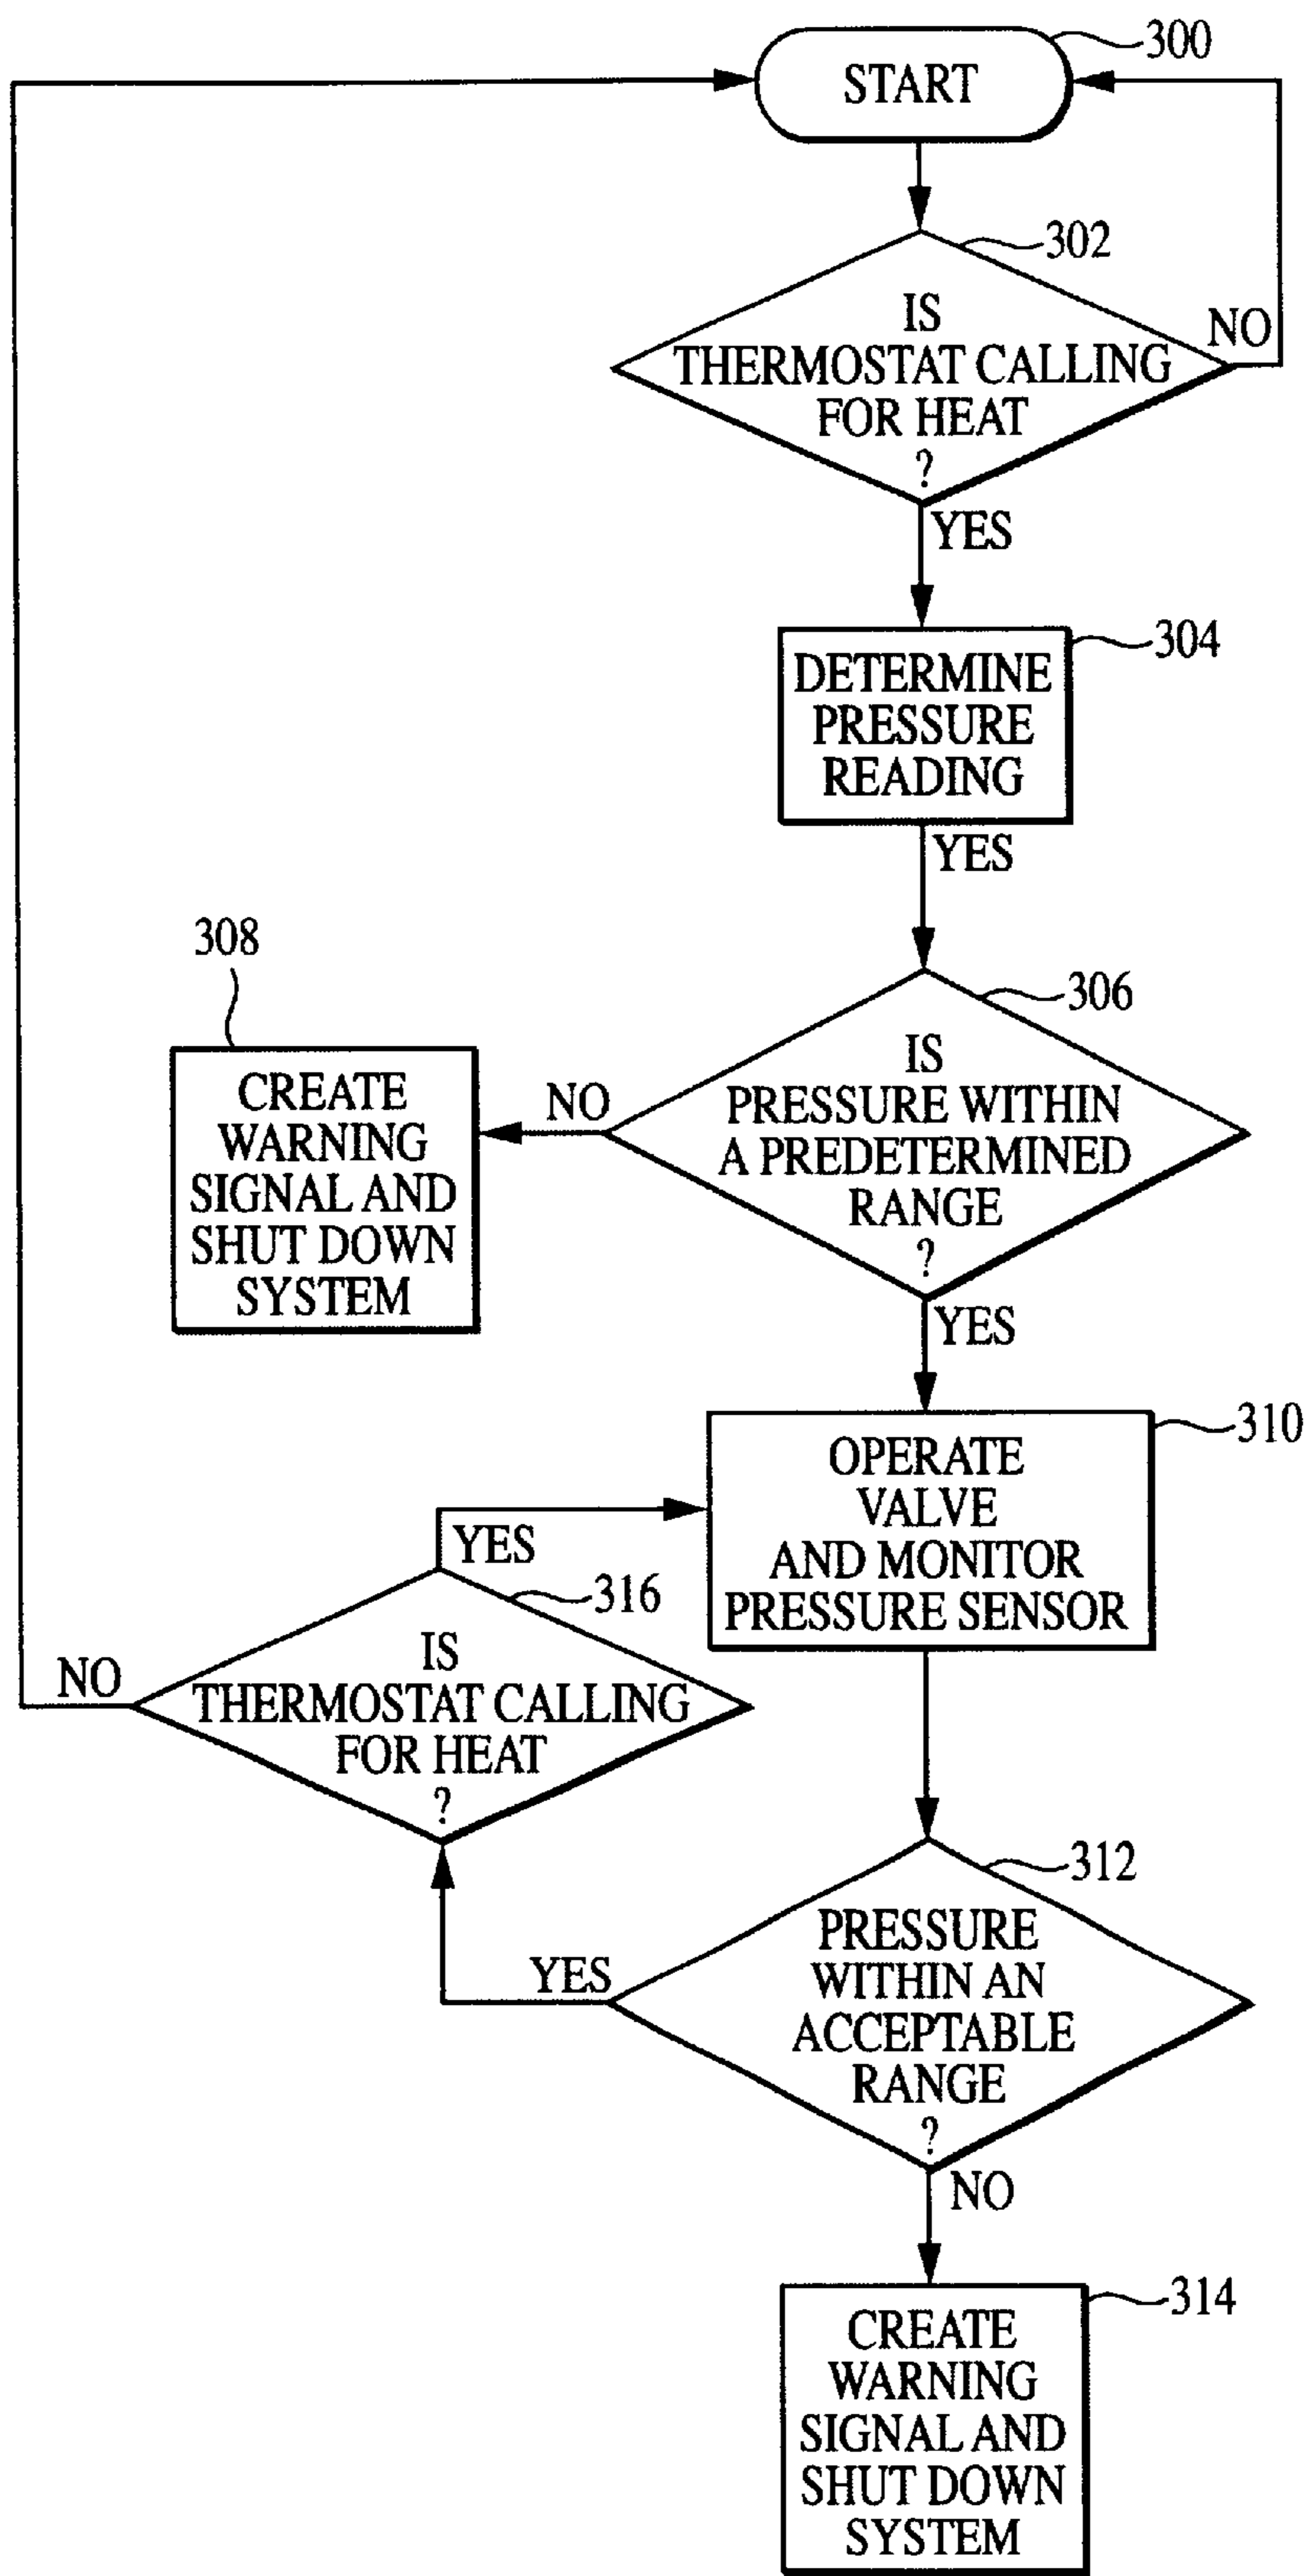 300
START
302
IS
THERMOSTAT CALLING
FOR HEAT
?
NO
YES
304
DETERMINE
PRESSURE
READING
YES
308
306
CREATE
WARNING
SIGNAL AND
SHUT DOWN
SYSTEM
NO
IS
PRESSURE WITHIN
A PREDETERMINED
RANGE
?
YES
310
OPERATE
VALVE
AND MONITOR
PRESSURE SENSOR
YES
316
IS
THERMOSTAT CALLING
FOR HEAT
?
NO
312
PRESSURE
WITHIN AN
ACCEPTABLE
RANGE
?
YES
NO
314
CREATE
WARNING
SIGNAL AND
SHUT DOWN
SYSTEM